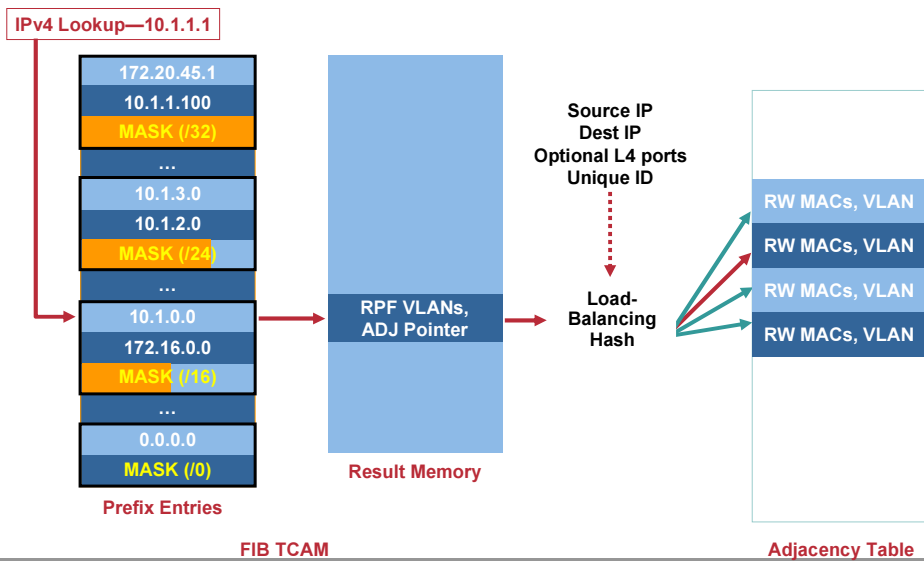 IPv4 Lookup—10.1.1.1
172.20.45.1
10.1.1.100
MASK (/32)
...
10.1.3.0
10.1.2.0
MASK (/24)
...
10.1.0.0
172.16.0.0
MASK (/16)
...
0.0.0.0
MASK (/0)
Prefix Entries
RPF VLANs,
ADJ Pointer
Result Memory
FIB TCAM
Source IP
Dest IP
Optional L4 ports
Unique ID
Load-
Balancing
Hash
RW MACs, VLAN
RW MACs, VLAN
RW MACs, VLAN
RW MACs, VLAN
Adjacency Table